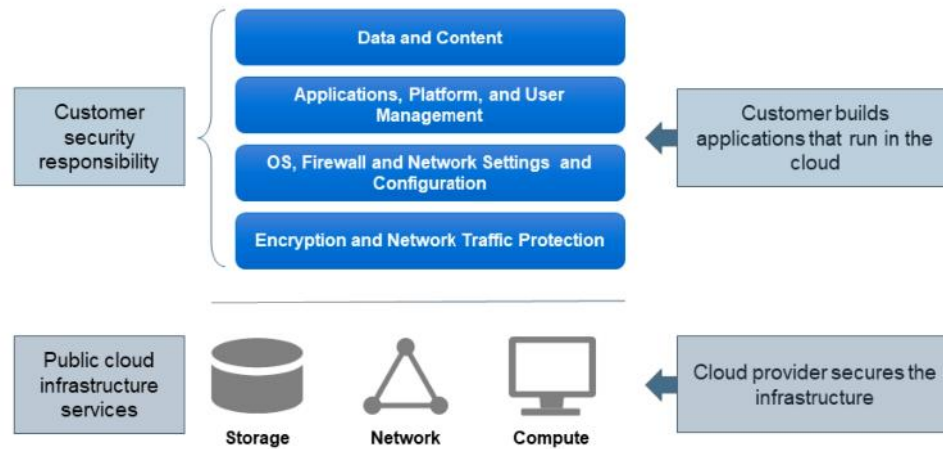 Data and Content
Customer
security
responsibility
Applications, Platform, and User
Management
OS, Firewall and Network Settings and
Configuration
Encryption and Network Traffic Protection
Customer builds
applications that run in the
cloud
Public cloud
infrastructure
services
Storage
Network
Compute
Cloud provider secures the
infrastructure